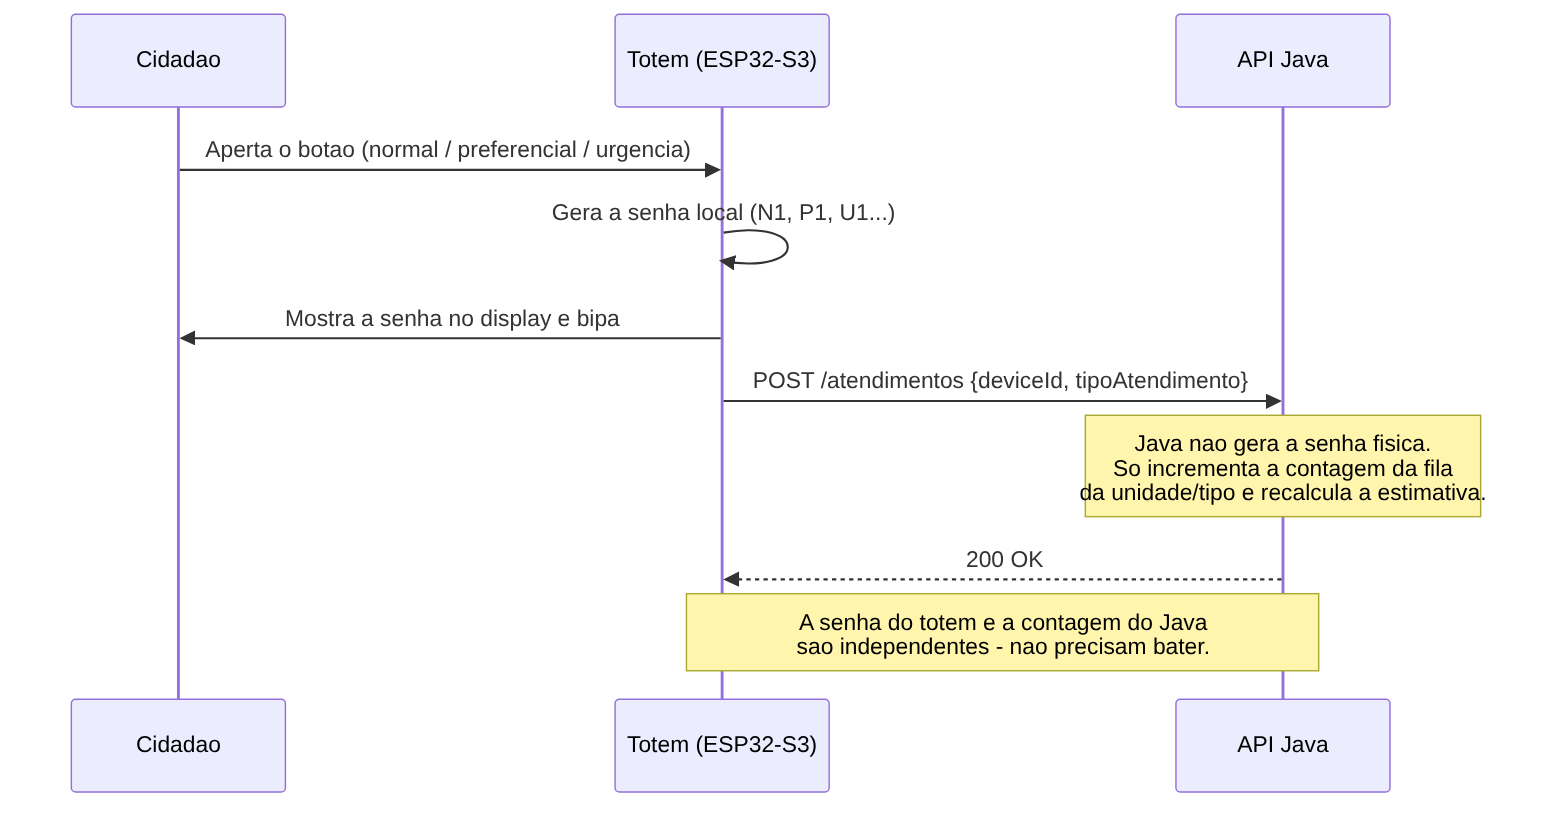 Cidadao
Totem (ESP32-S3)
API Java
Aperta o botao (normal / preferencial / urgencia)
Gera a senha local (N1, P1, U1...)
Mostra a senha no display e bipa
POST /atendimentos {deviceId, tipoAtendimento}
Java nao gera a senha fisica.
So incrementa a contagem da fila
da unidade/tipo e recalcula a estimativa.
200 OK
A senha do totem e a contagem do Java
sao independentes - nao precisam bater.
Cidadao
Totem (ESP32-S3)
API Java